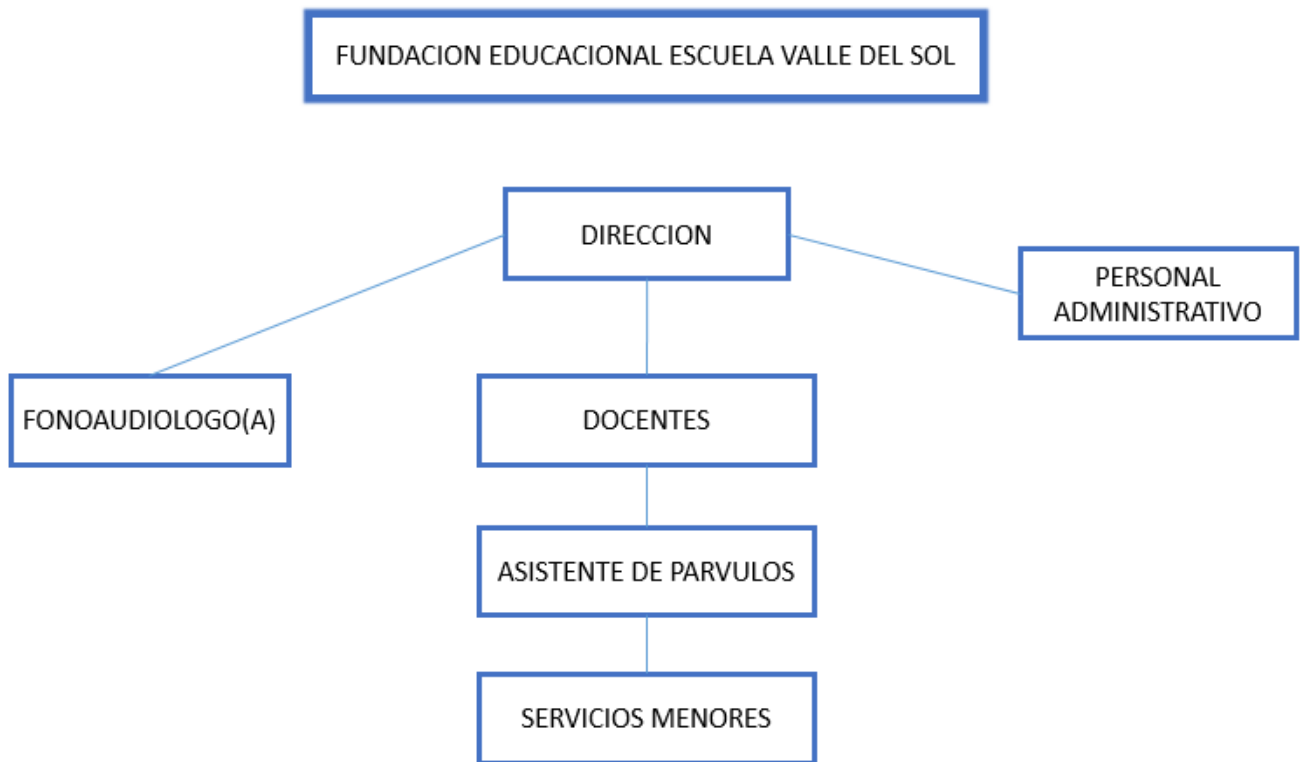 FUNDACION EDUCACIONAL ESCUELA VALLE DEL SOL
DIRECCION
PERSONAL
ADMINISTRATIVO
FONOAUDIOLOGO(A)
DOCENTES
ASISTENTE DE PARVULOS
SERVICIOS MENORES